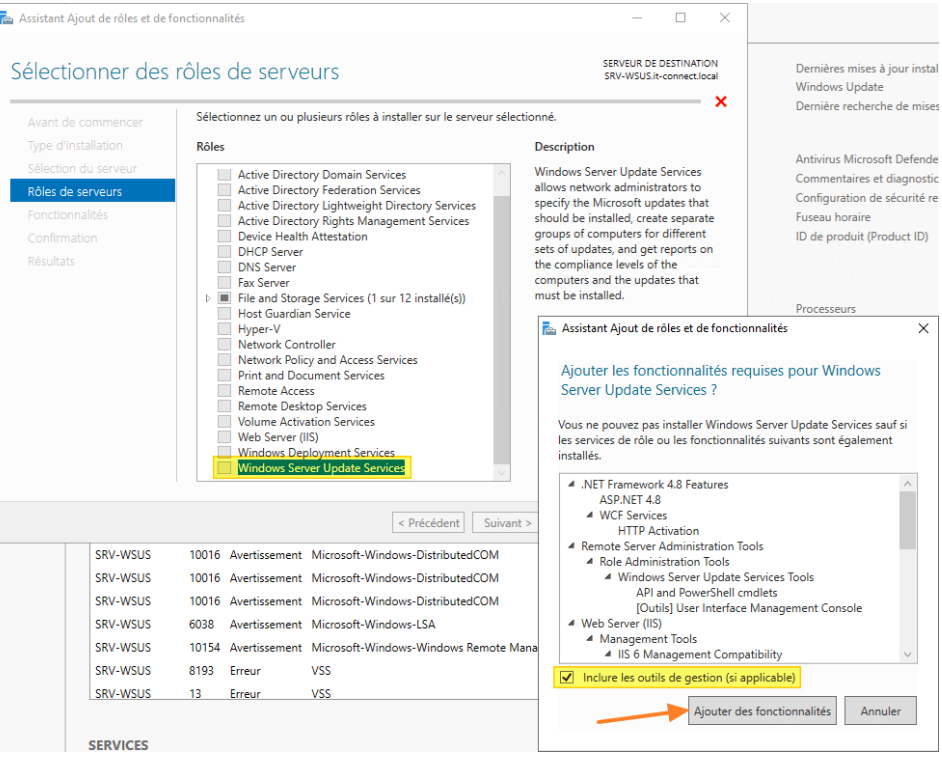 Assistant Ajout de rôles et de fonctionnalités
Sélectionner des rôles de serveurs
SERVEUR DE DESTINATION
SRV-WSUS.it-connect.local
Avant de commencer
Type d'installation
Sélection du serveur
Rôles de serveurs
Fonctionnalités
Confirmation
Résultats
Sélectionnez un ou plusieurs rôles à installer sur le serveur sélectionné.
Rôles
Active Directory Domain Services
Active Directory Federation Services
Active Directory Lightweight Directory Services
Active Directory Rights Management Services
Device Health Attestation
DHCP Server
DNS Server
Fax Server
File and Storage Services (1 sur 12 installé(s))
Host Guardian Service
Hyper-V
Network Controller
Network Policy and Access Services
Print and Document Services
Remote Access
Remote Desktop Services
Volume Activation Services
Web Server (IIS)
Windows Deployment Services
Windows Server Update Services
Description
Windows Server Update Services
allows network administrators to
specify the Microsoft updates that
should be installed, create separate
groups of computers for different
sets of updates, and get reports on
the compliance levels of the
computers and the updates that
must be installed.
< Précédent
Suivant >
Dernières mises à jour instal
Windows Update
Dernière recherche de mises
Antivirus Microsoft Defende
Commentaires et diagnostic
Configuration de sécurité re
Fuseau horaire
ID de produit (Product ID)
Processeurs
Assistant Ajout de rôles et de fonctionnalités
Ajouter les fonctionnalités requises pour Windows
Server Update Services ?
Vous ne pouvez pas installer Windows Server Update Services sauf si
les services de rôle ou les fonctionnalités suivants sont également
installés.
.NET Framework 4.8 Features
ASP.NET 4.8
WCF Services
HTTP Activation
Remote Server Administration Tools
Role Administration Tools
Windows Server Update Services Tools
API and PowerShell cmdlets
[Outils] User Interface Management Console
Web Server (IIS)
Management Tools
IIS 6 Management Compatibility
Inclure les outils de gestion (si applicable)
Ajouter des fonctionnalités
Annuler
SRV-WSUS 10016 Avertissement Microsoft-Windows-DistributedCOM
SRV-WSUS 10016 Avertissement Microsoft-Windows-DistributedCOM
SRV-WSUS 10016 Avertissement Microsoft-Windows-DistributedCOM
SRV-WSUS 6038 Avertissement Microsoft-Windows-LSA
SRV-WSUS 10154 Avertissement Microsoft-Windows-Windows Remote Mana
SRV-WSUS 8193 Erreur VSS
SRV-WSUS 13 Erreur VSS
SERVICES